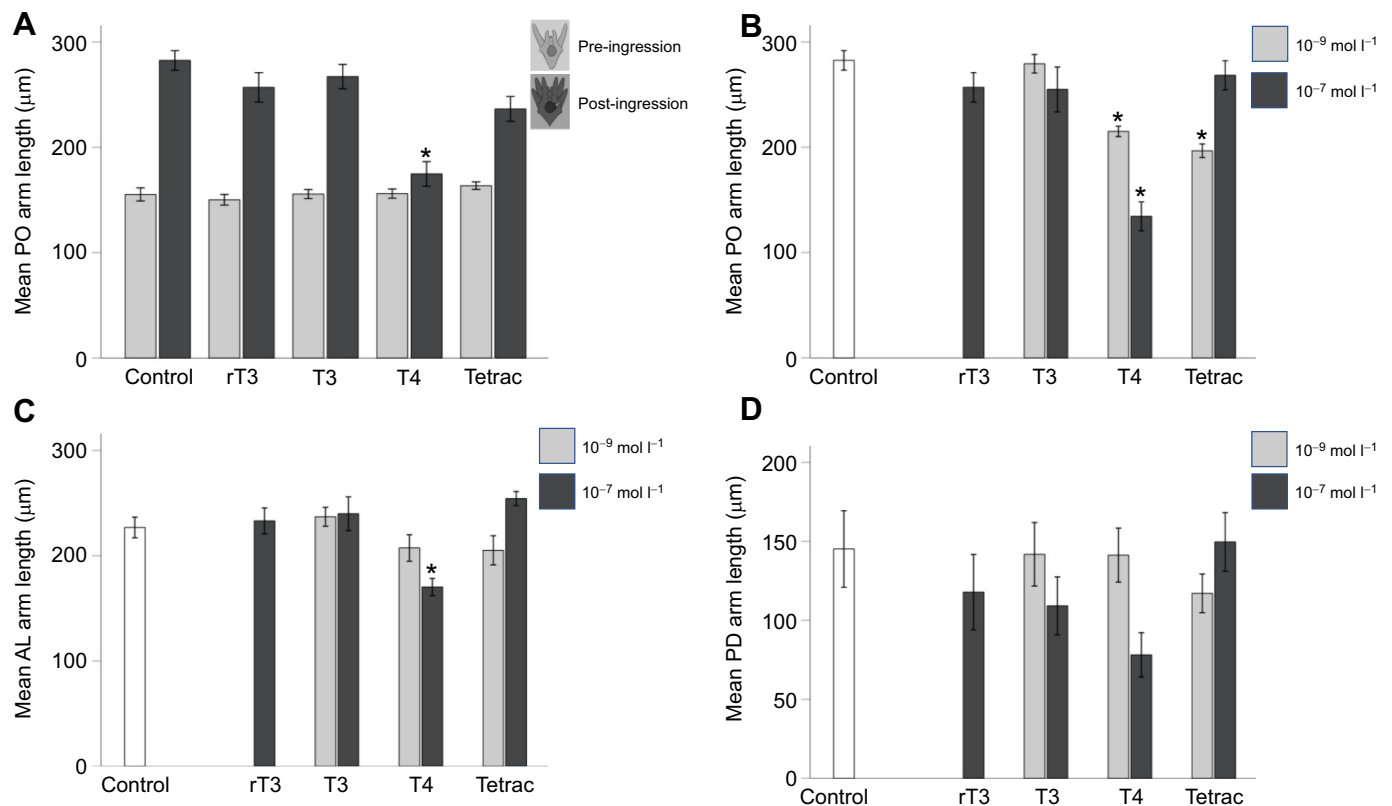 A
Mean PO arm length (μm)
300
200
100
0
Control rT3 T3 T4 Tetrac
*
Pre-ingression
Post-ingression
B
Mean PO arm length (μm)
300
200
100
0
Control rT3 T3 T4 Tetrac
* * *
10⁻⁹ mol l⁻¹
10⁻⁷ mol l⁻¹
C
Mean AL arm length (μm)
300
200
100
0
Control rT3 T3 T4 Tetrac
*
10⁻⁹ mol l⁻¹
10⁻⁷ mol l⁻¹
D
Mean PD arm length (μm)
200
150
100
50
0
Control rT3 T3 T4 Tetrac
10⁻⁹ mol l⁻¹
10⁻⁷ mol l⁻¹